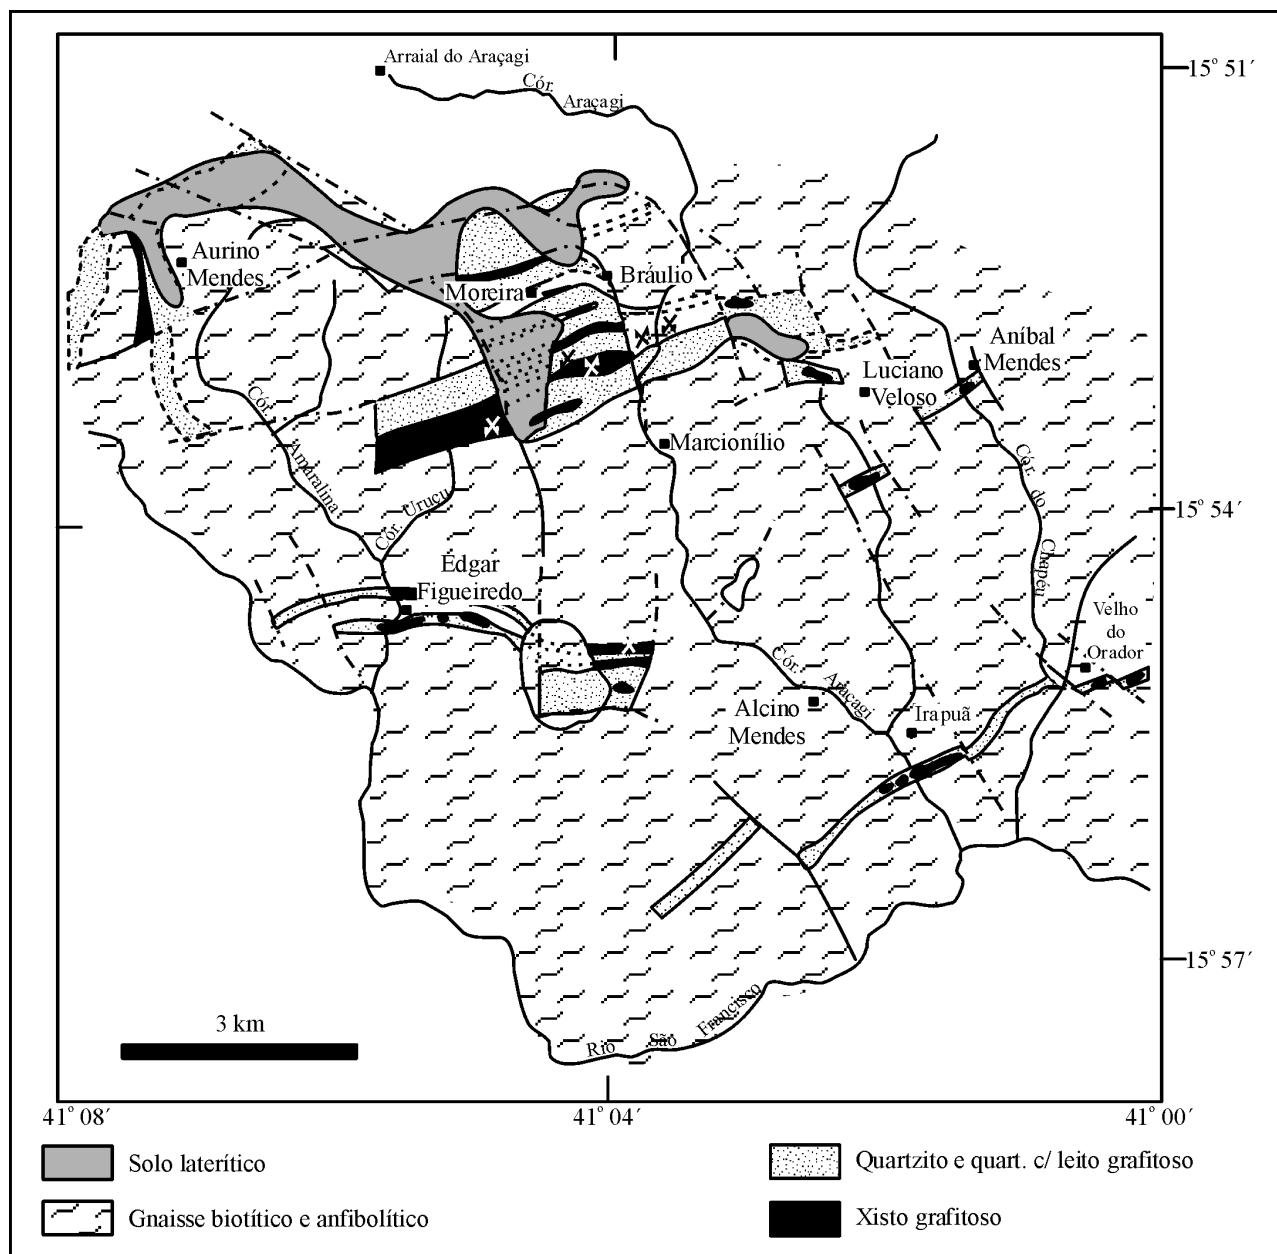 Arraial do Araçagi
Cór.
Araçagi
15° 51´
Aurino
Mendes
Bráulio
Moreira
Aníbal
Mendes
Luciano
Veloso
Cór.
Amaralina
Marcionílio
Cór. do
Chapéu
Cór. Uruçu
15° 54´
Édgar
Figueiredo
Velho
do
Orador
Cór.
Araçagi
Alcino
Mendes
Irapuã
15° 57'
3 km
Rio São Francisco
41° 08´
41° 04´
41° 00´
Solo laterítico
Quartzito e quart. c/ leito grafitoso
Gnaisse biotítico e anfibolítico
Xisto grafitoso